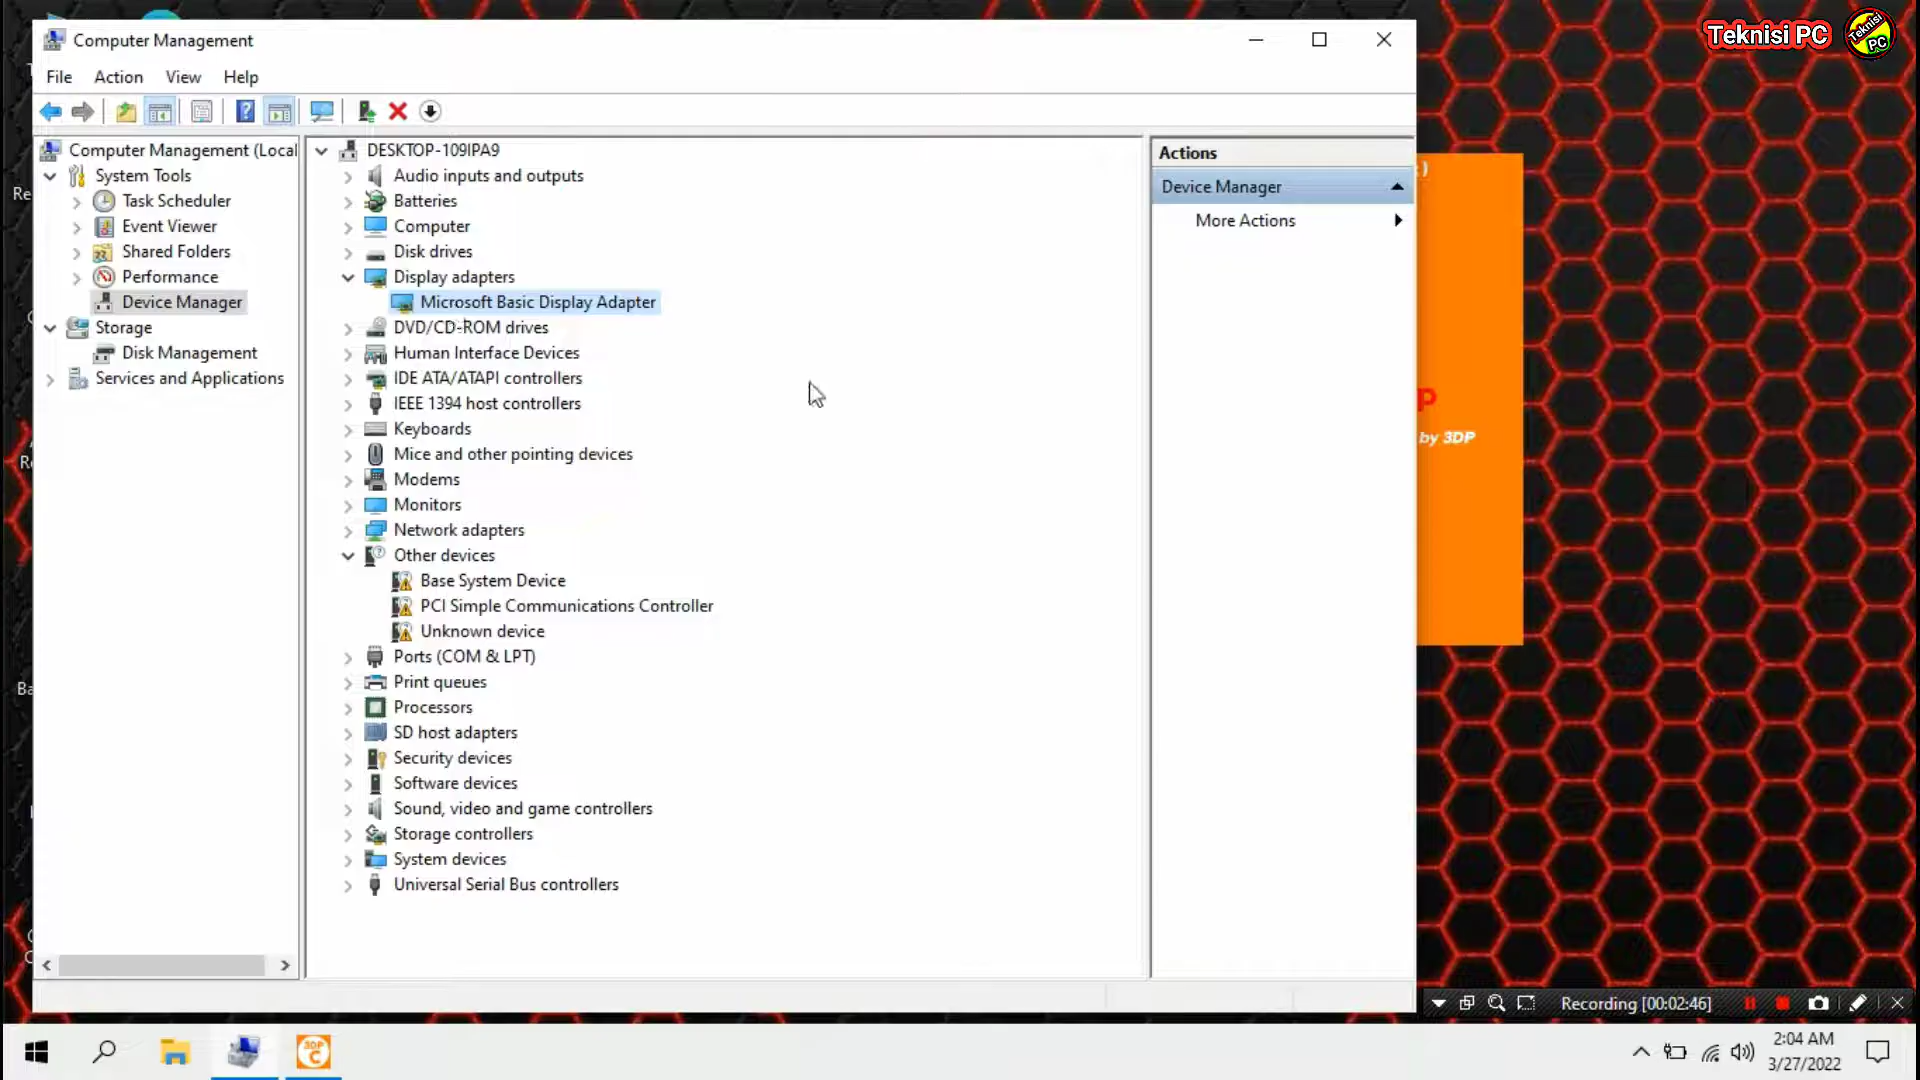 Computer Management
File Action View Help
Computer Management (Local
System Tools
Task Scheduler
Event Viewer
Shared Folders
Performance
Device Manager
Storage
Disk Management
Services and Applications
DESKTOP-109IPA9
Audio inputs and outputs
Batteries
Computer
Disk drives
Display adapters
Microsoft Basic Display Adapter
DVD/CD-ROM drives
Human Interface Devices
IDE ATA/ATAPI controllers
IEEE 1394 host controllers
Keyboards
Mice and other pointing devices
Modems
Monitors
Network adapters
Other devices
Base System Device
PCI Simple Communications Controller
Unknown device
Ports (COM & LPT)
Print queues
Processors
SD host adapters
Security devices
Software devices
Sound, video and game controllers
Storage controllers
System devices
Universal Serial Bus controllers
Actions
Device Manager
More Actions
Teknisi PC
Teknisi
PC
p
by 3DP
Re
Ba
Recording [00:02:46]
3DP
C
2:04 AM
3/27/2022